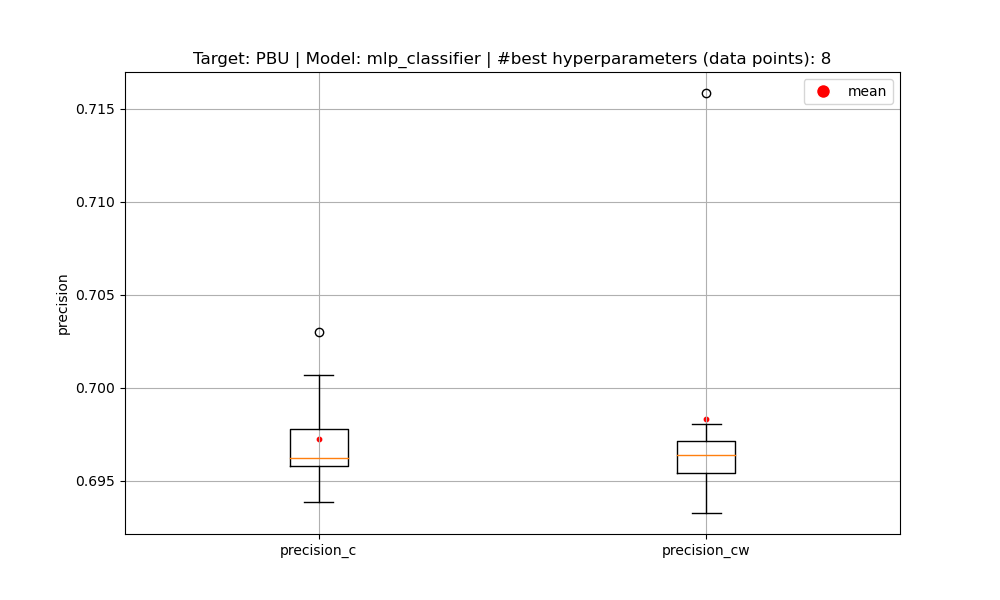 Target: PBU | Model: mlp_classifier | #best hyperparameters (data points): 8
mean
0.715
0.710
0.705
0.700
0.695
precision
precision_c
precision_cw